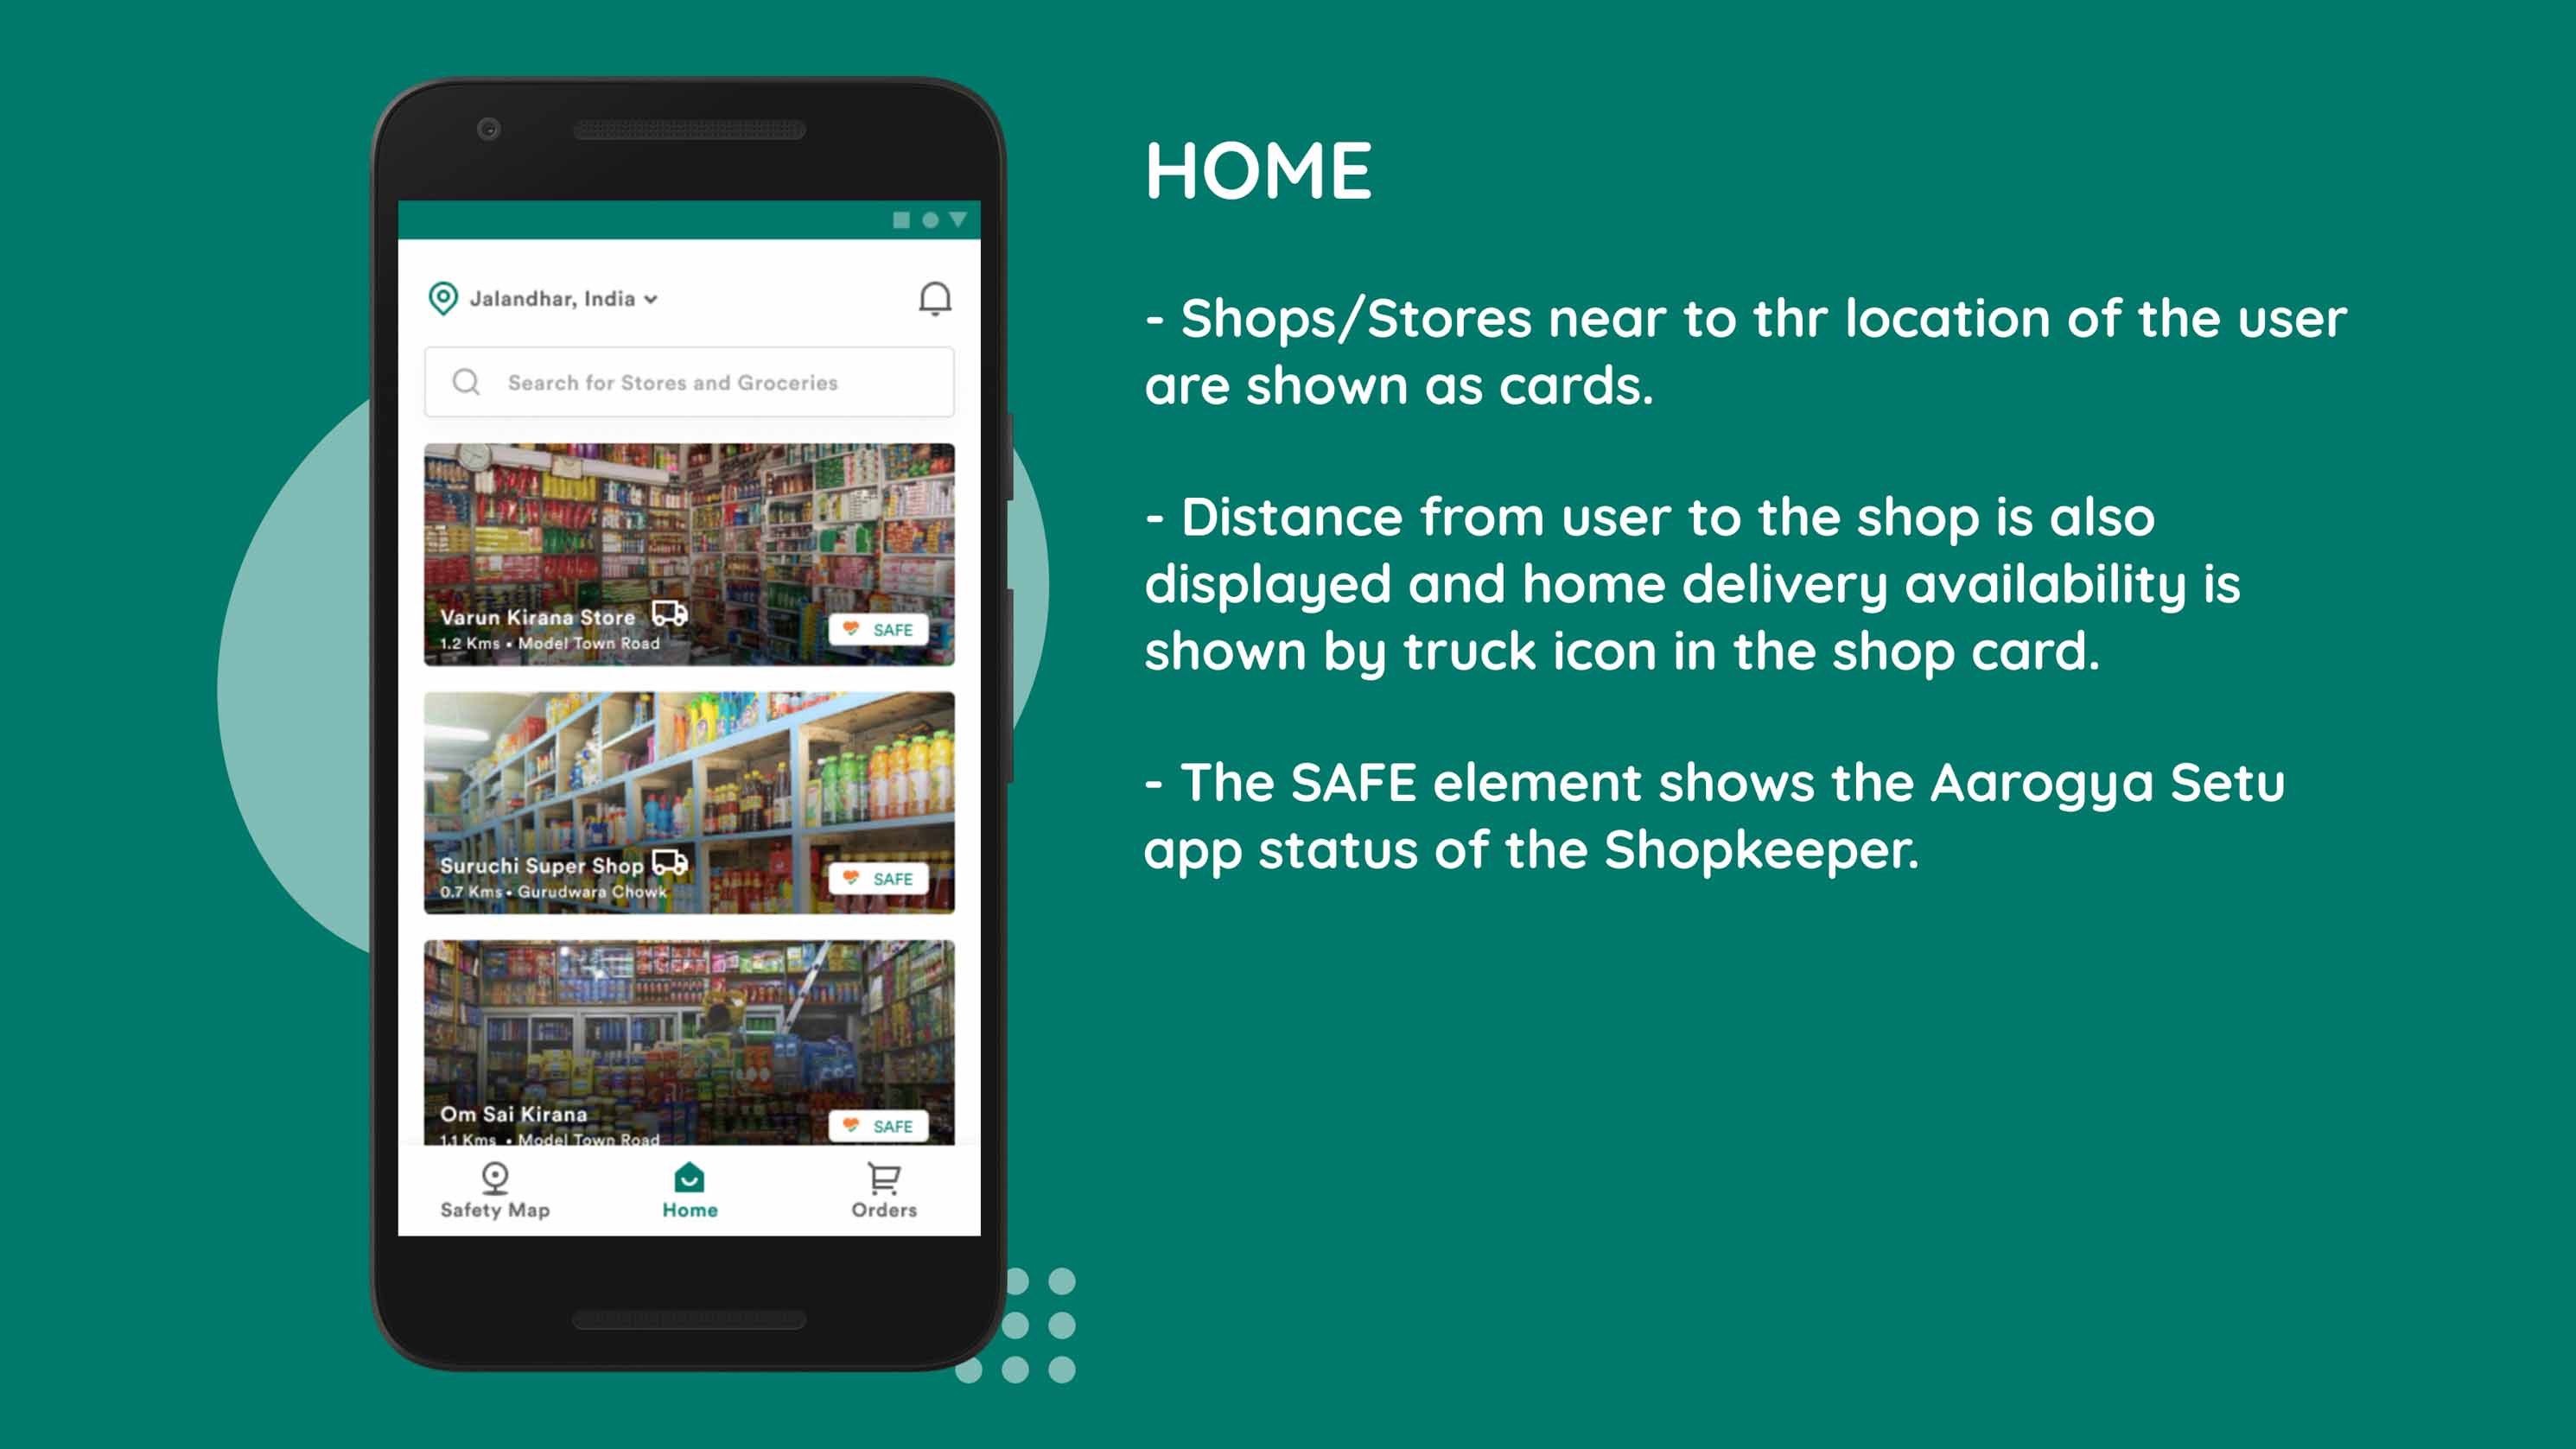 Jalandhar, India
Search for Stores and Groceries
Varun Kirana Store
1.2 Kms • Model Town Road
SAFE
Suruchi Super Shop
0.7 Kms • Gurudwara Chowk
SAFE
Om Sai Kirana
1.1 Kms • Model Town Road
SAFE
Safety Map
Home
Orders
HOME
- Shops/Stores near to thr location of the user
are shown as cards.
- Distance from user to the shop is also
displayed and home delivery availability is
shown by truck icon in the shop card.
- The SAFE element shows the Aarogya Setu
app status of the Shopkeeper.